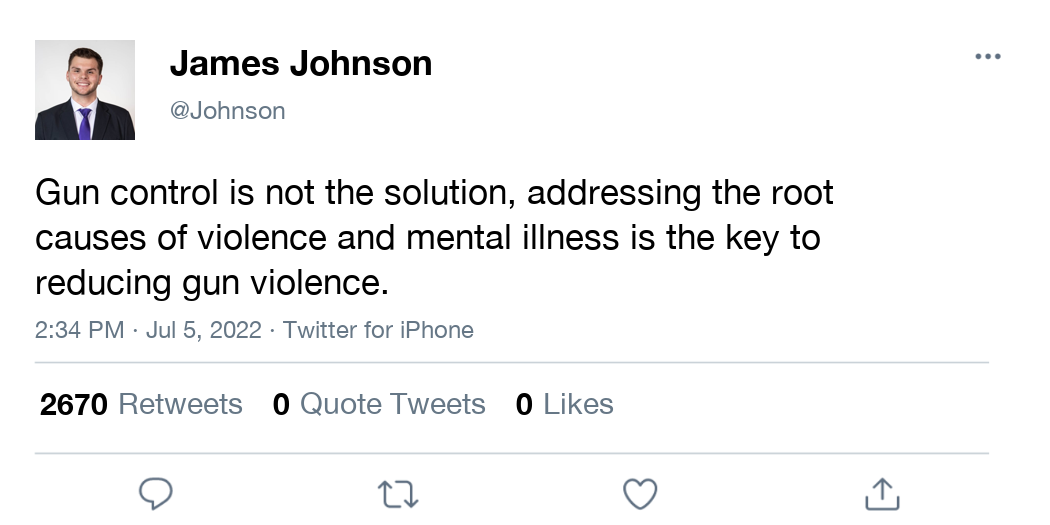 James Johnson
@Johnson
Gun control is not the solution, addressing the root
causes of violence and mental illness is the key to
reducing gun violence.
2:34 PM · Jul 5, 2022 · Twitter for iPhone
2670 Retweets 0 Quote Tweets 0 Likes